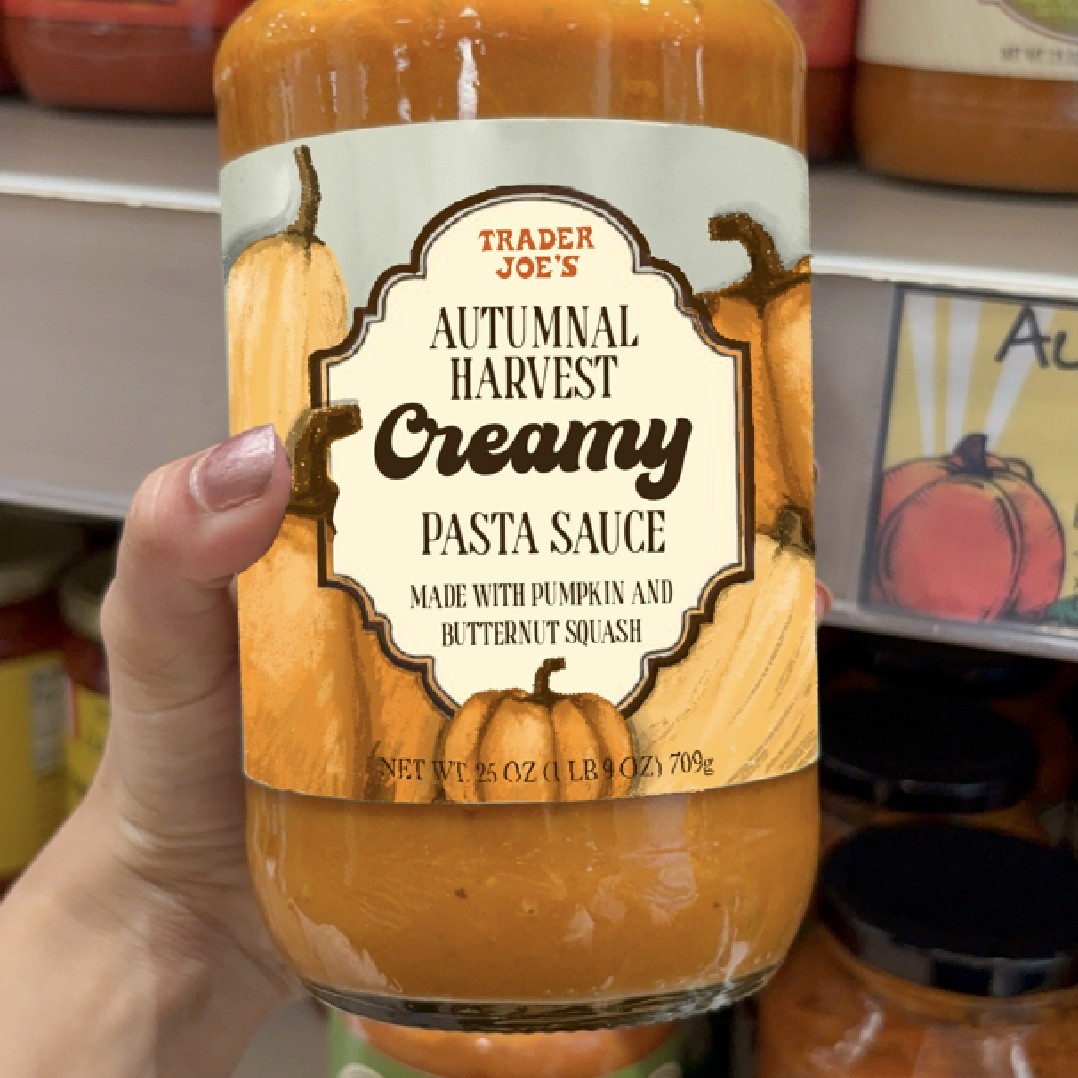 TRADER
JOE'S
AUTUMNAL
HARVEST
Creamy
PASTA SAUCE
MADE WITH PUMPKIN AND
BUTTERNUT SQUASH
NET WT. 25 OZ (1 LB 9 OZ) 709g
Au